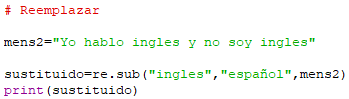 # Reemplazar
mens2="Yo hablo ingles y no soy ingles"
sustituido=re.sub("ingles","español",mens2)
print(sustituido)